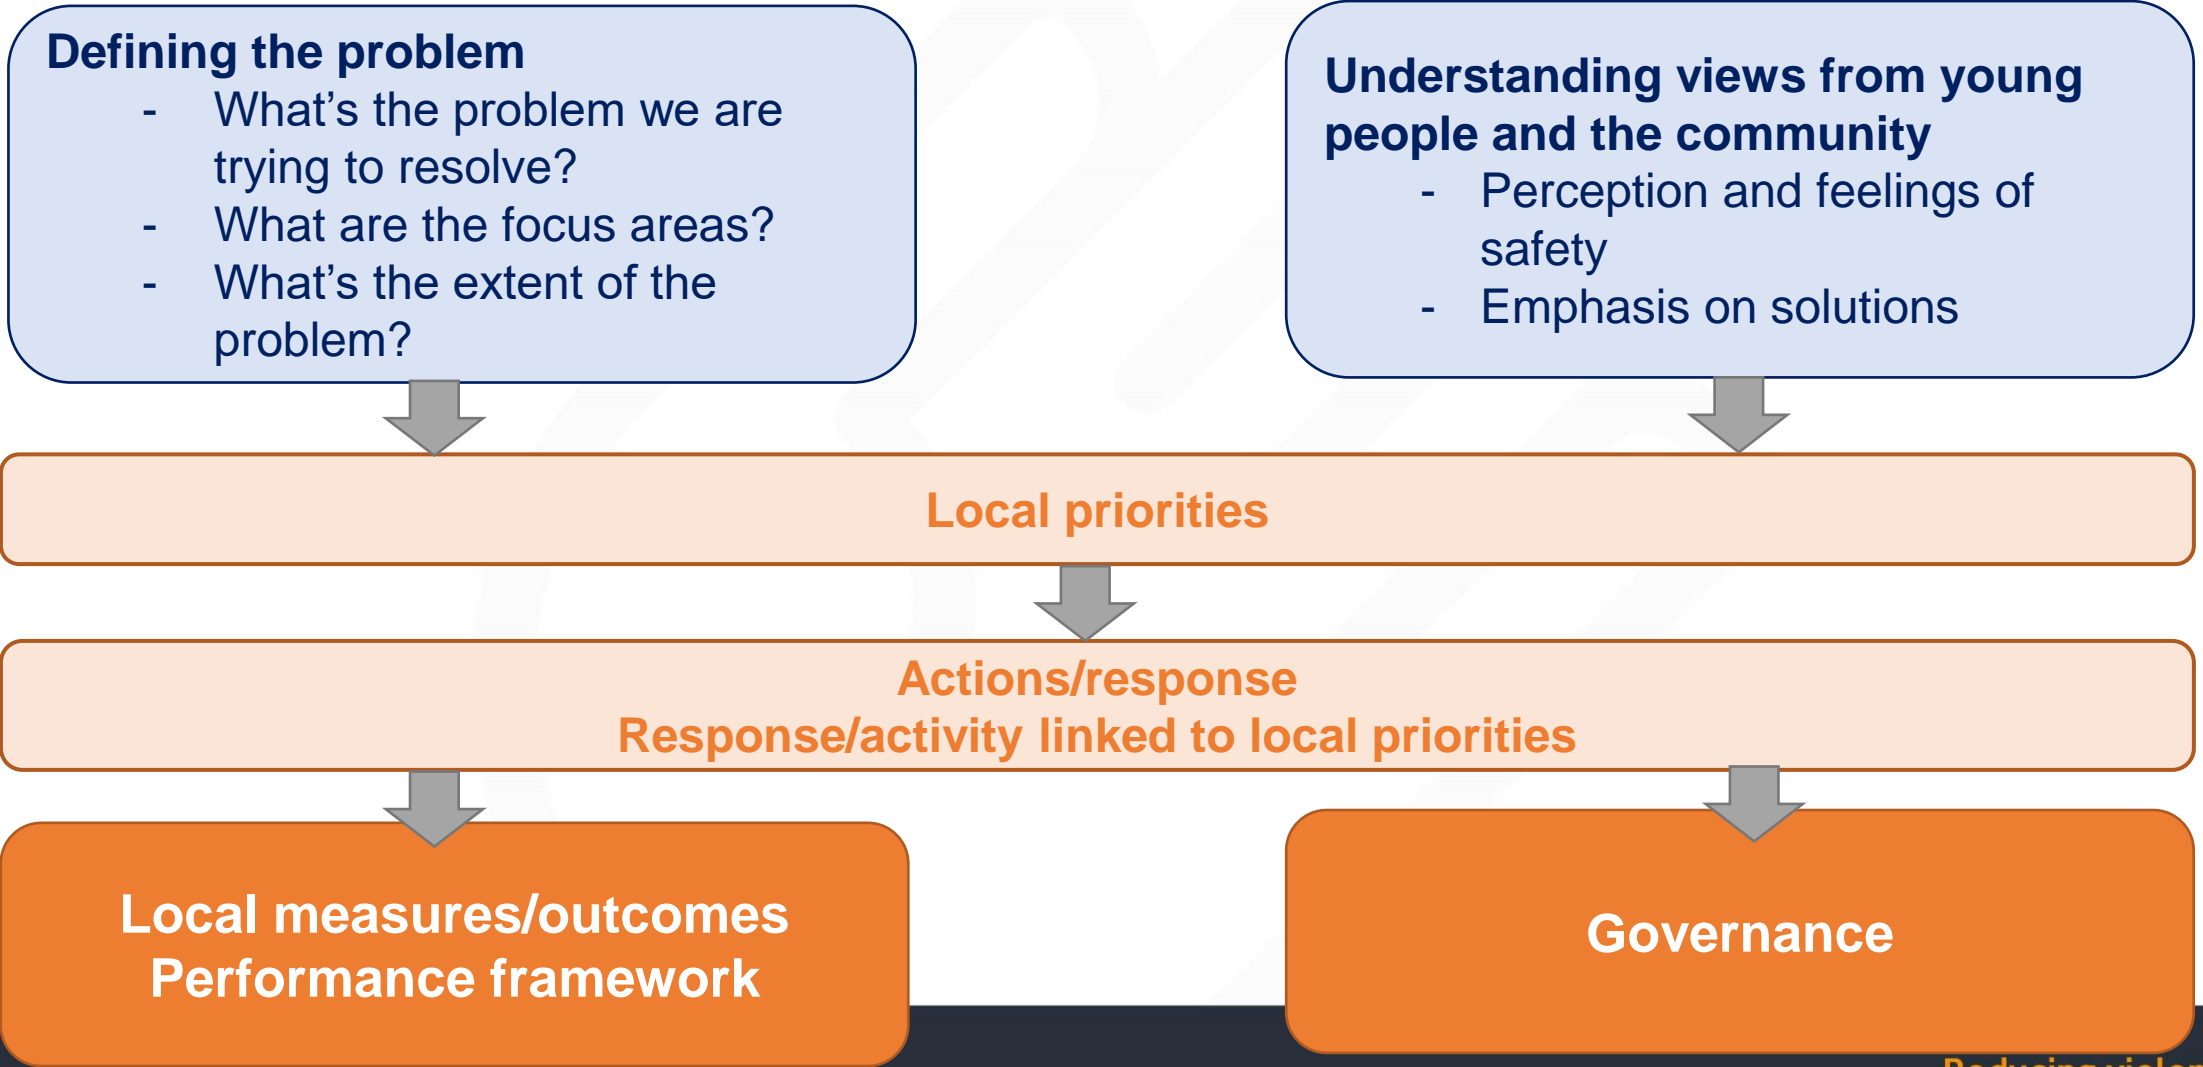 Defining the problem
- What’s the problem we are
trying to resolve?
- What are the focus areas?
- What’s the extent of the
problem?
Understanding views from young
people and the community
- Perception and feelings of
safety
- Emphasis on solutions
Local priorities
Actions/response
Response/activity linked to local priorities
Local measures/outcomes
Performance framework
Governance